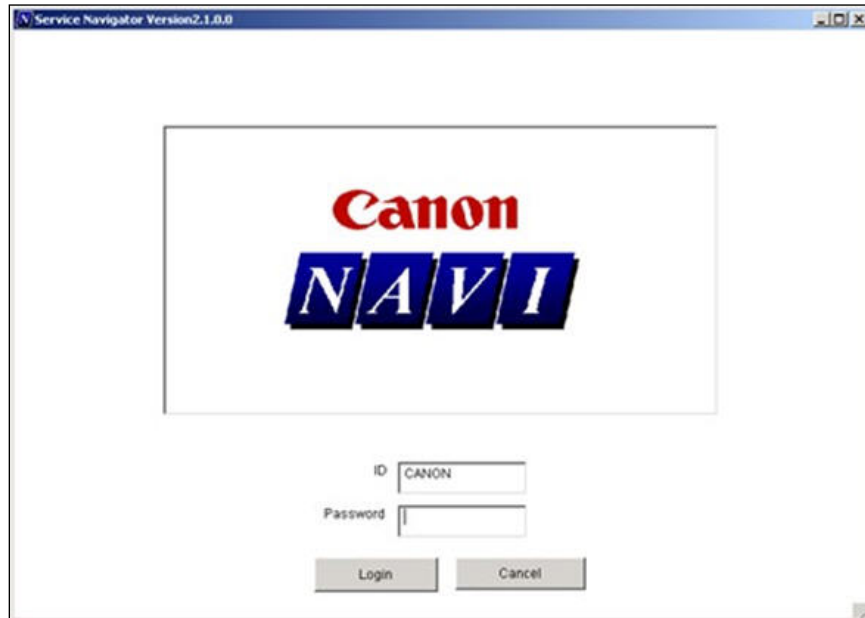 Service Navigator Version2.1.0.0
Canon
NAVI
ID CANON
Password
Login Cancel